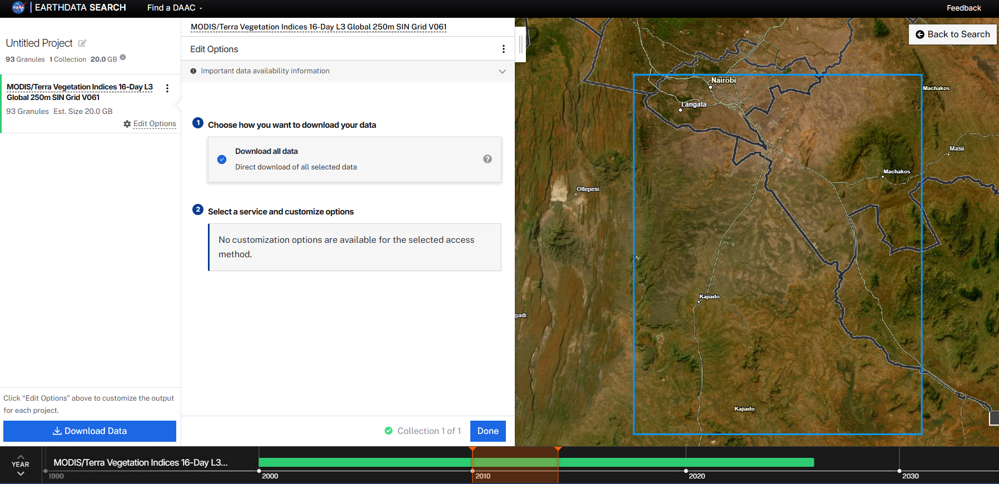 EARTHDATA SEARCH
Find a DAAC
Feedback
Untitled Project
93 Granules 1 Collection 20.0 GB
MODIS/Terra Vegetation Indices 16-Day L3
Global 250m SIN Grid V061
93 Granules Est. Size 20.0 GB
Edit Options
Click “Edit Options” above to customize the output
for each project.
Download Data
MODIS/Terra Vegetation Indices 16-Day L3 Global 250m SIN Grid V061
Edit Options
Important data availability information
1 Choose how you want to download your data
Download all data
Direct download of all selected data
2 Select a service and customize options
No customization options are available for the selected access
method.
Collection 1 of 1
Done
Back to Search
Nairobi
Machakos
Langata
Masii
Machakos
Oltepesi
Kajiado
gadi
Kajiado
YEAR
MODIS/Terra Vegetation Indices 16-Day L3...
1990
2000
2010
2020
2030